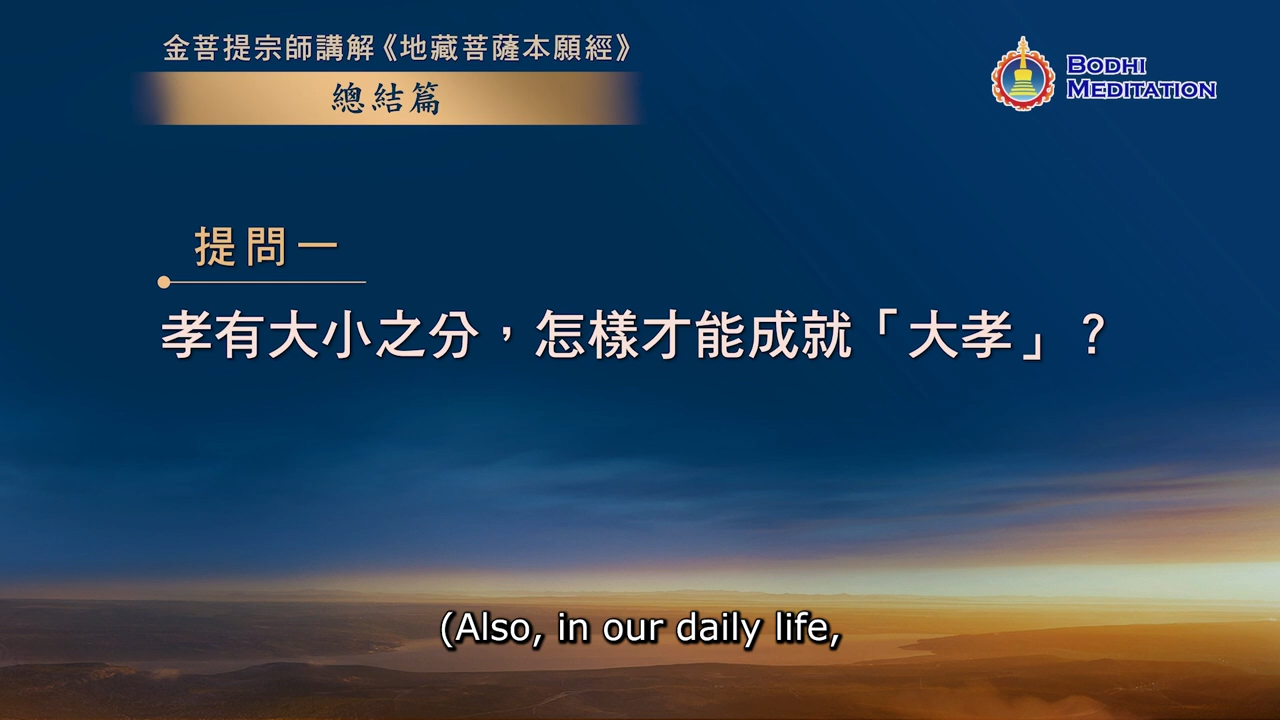 金菩提宗師講解《地藏菩薩本願經》
總結篇
BODHI
MEDITATION
提問一
孝有大小之分，怎樣才能成就「大孝」？
(Also, in our daily life,